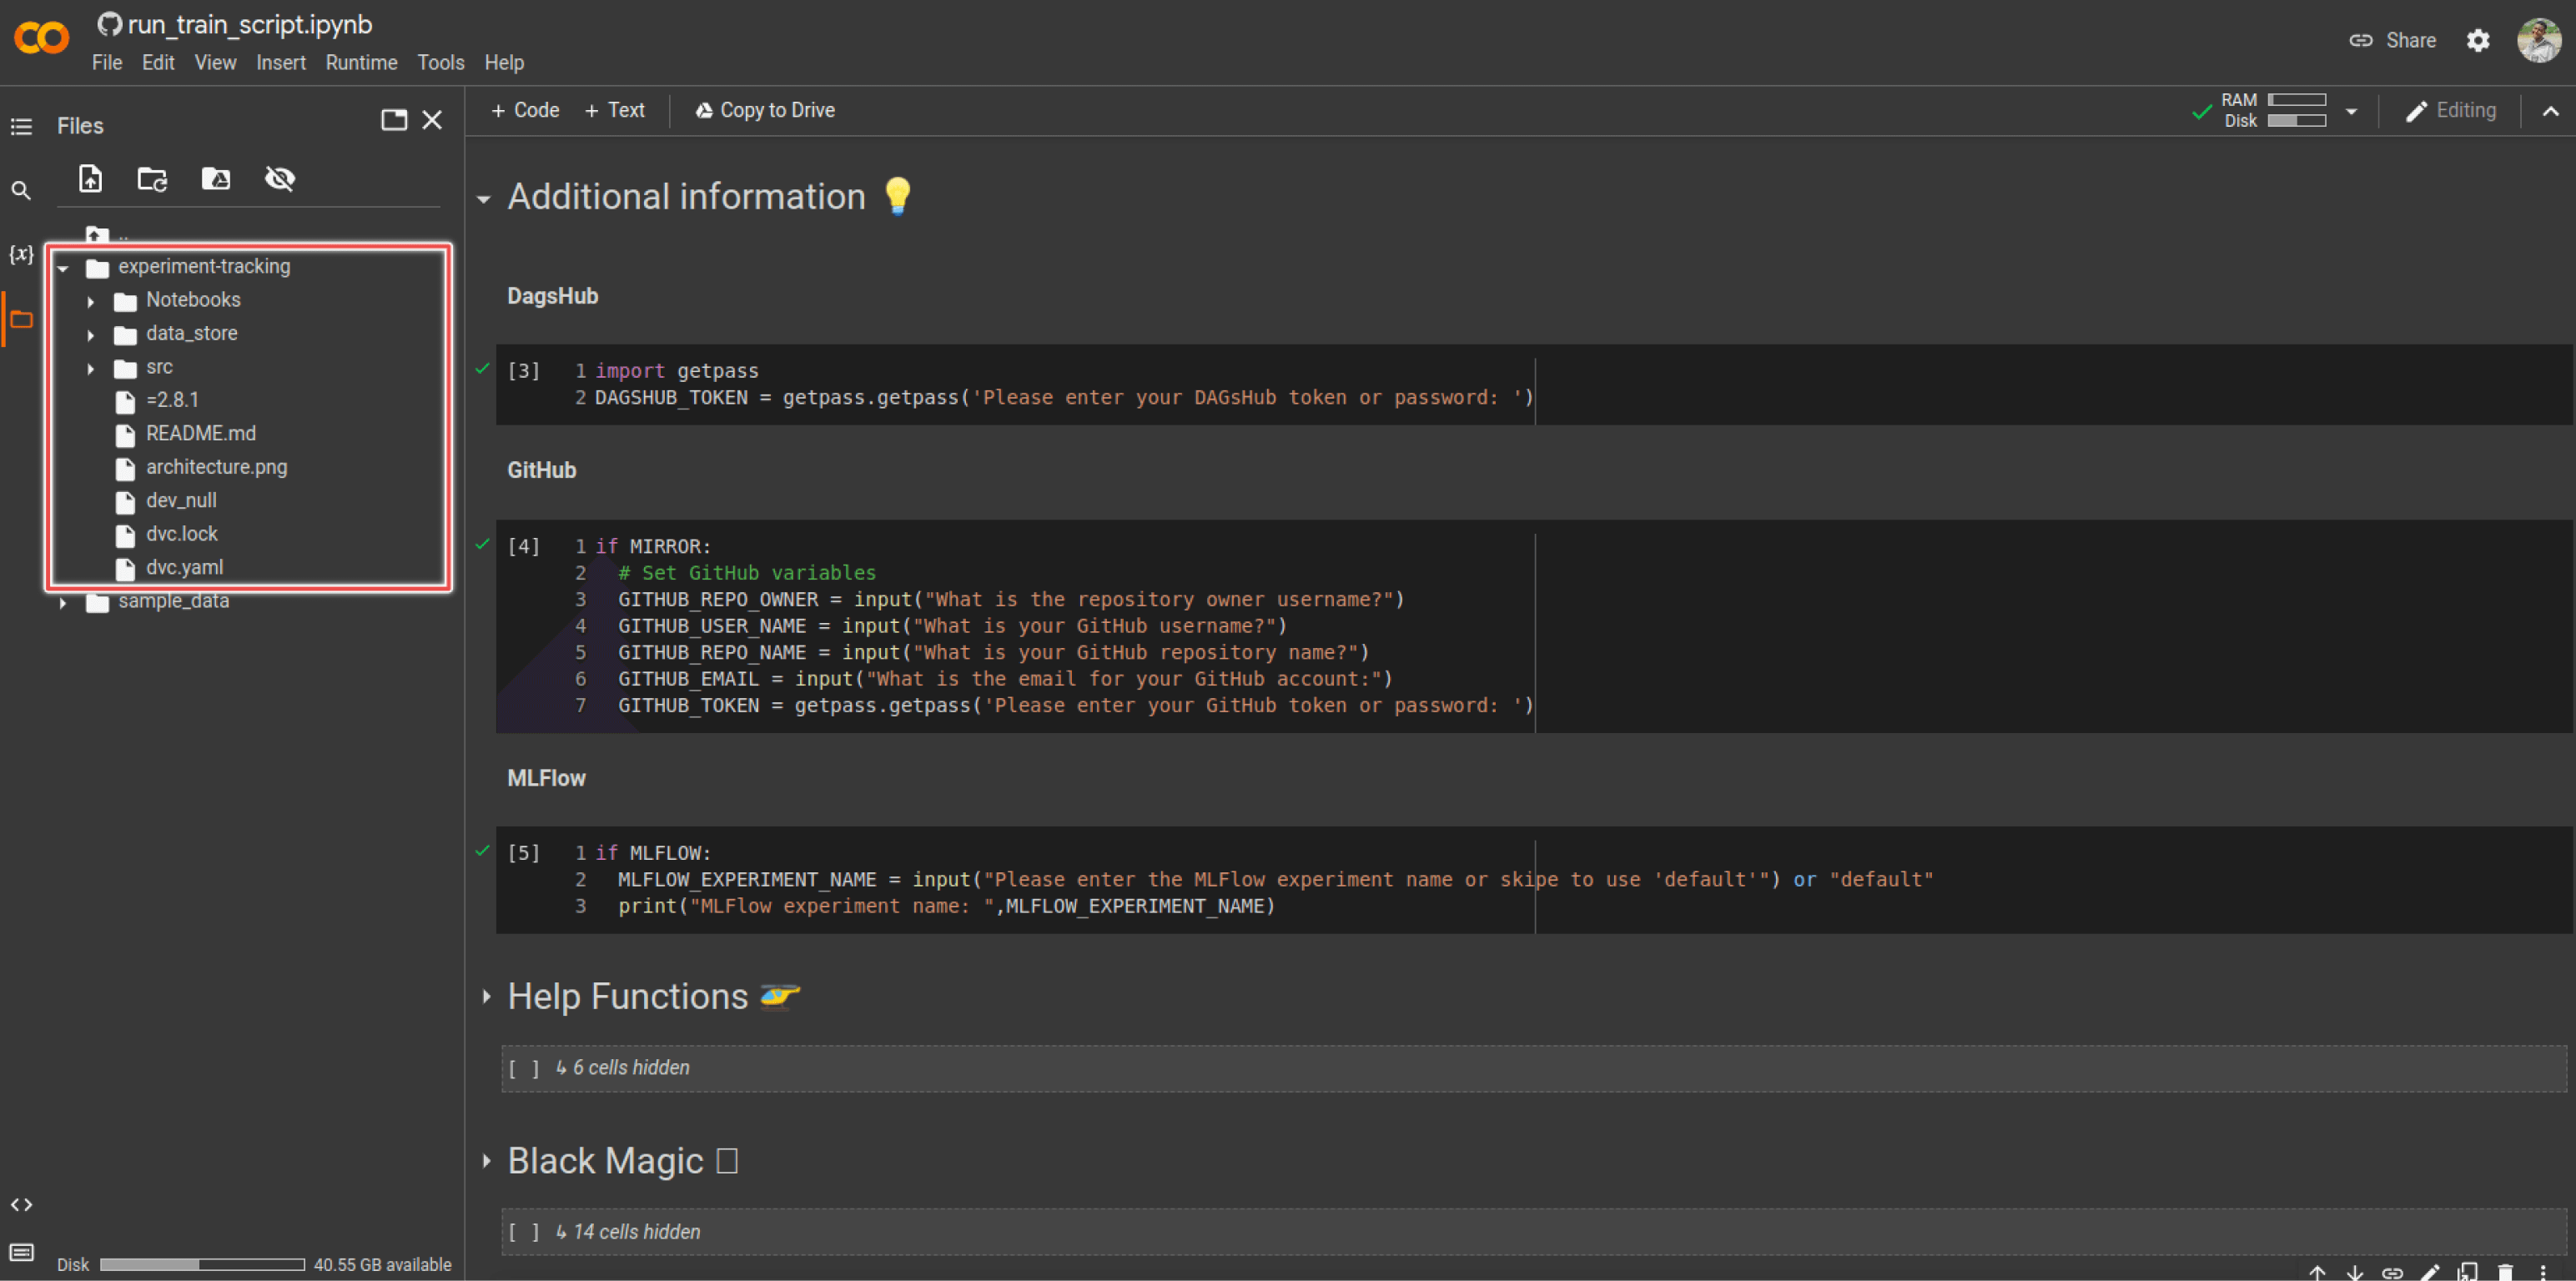 run_train_script.ipynb
File Edit View Insert Runtime Tools Help
Share
Files
+ Code + Text Copy to Drive
RAM
Disk
Editing
..
{x}
experiment-tracking
Notebooks
data_store
src
=2.8.1
README.md
architecture.png
dev_null
dvc.lock
dvc.yaml
sample_data
<>
Disk 40.55 GB available
Additional information 💡
DagsHub
[3] 1 import getpass
2 DAGSHUB_TOKEN = getpass.getpass('Please enter your DAGsHub token or password: ')
GitHub
[4] 1 if MIRROR:
2 # Set GitHub variables
3 GITHUB_REPO_OWNER = input("What is the repository owner username?")
4 GITHUB_USER_NAME = input("What is your GitHub username?")
5 GITHUB_REPO_NAME = input("What is your GitHub repository name?")
6 GITHUB_EMAIL = input("What is the email for your GitHub account:")
7 GITHUB_TOKEN = getpass.getpass('Please enter your GitHub token or password: ')
MLFlow
[5] 1 if MLFLOW:
2 MLFLOW_EXPERIMENT_NAME = input("Please enter the MLFlow experiment name or skipe to use 'default'") or "default"
3 print("MLFlow experiment name: ",MLFLOW_EXPERIMENT_NAME)
Help Functions 🚁
[ ] ↳ 6 cells hidden
Black Magic
[ ] ↳ 14 cells hidden